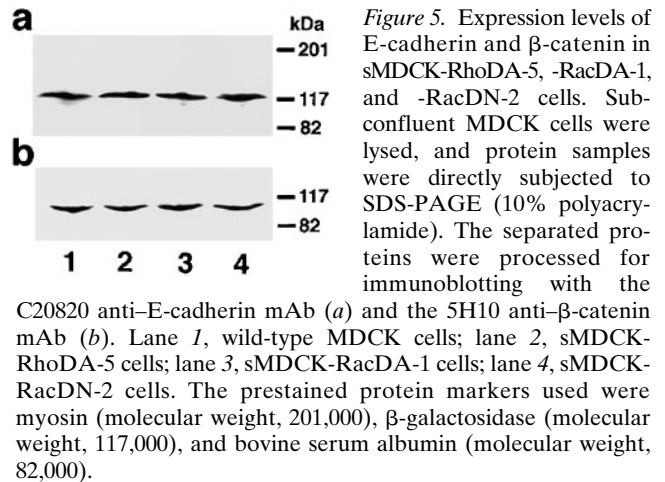 a
kDa
201
117
82
b
117
82
1 2 3 4
Figure 5. Expression levels of
E-cadherin and β-catenin in
sMDCK-RhoDA-5, -RacDA-1,
and -RacDN-2 cells. Sub-
confluent MDCK cells were
lysed, and protein samples
were directly subjected to
SDS-PAGE (10% polyacry-
lamide). The separated pro-
teins were processed for
immunoblotting with the
C20820 anti–E-cadherin mAb (a) and the 5H10 anti–β-catenin
mAb (b). Lane 1, wild-type MDCK cells; lane 2, sMDCK-
RhoDA-5 cells; lane 3, sMDCK-RacDA-1 cells; lane 4, sMDCK-
RacDN-2 cells. The prestained protein markers used were
myosin (molecular weight, 201,000), β-galactosidase (molecular
weight, 117,000), and bovine serum albumin (molecular weight,
82,000).